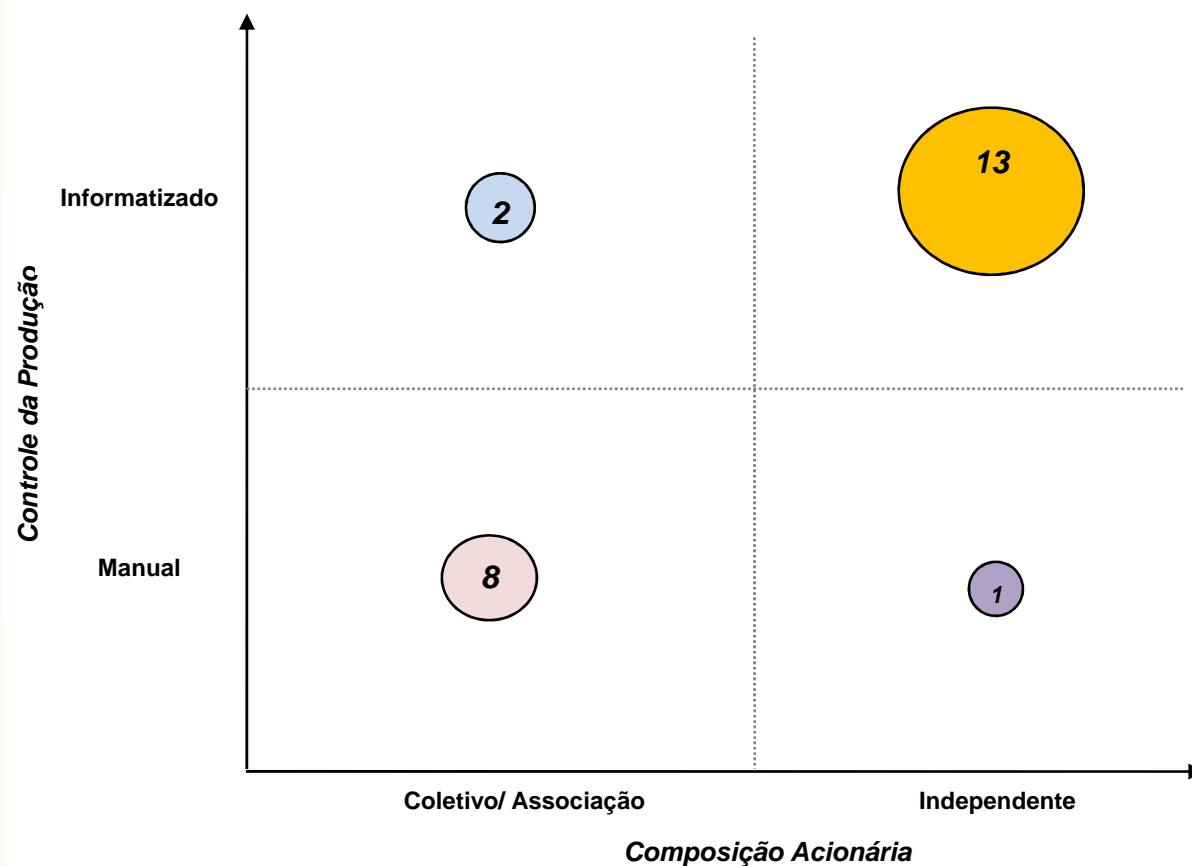 13
Informatizado
2
Controle da Produção
Manual
8
1
Coletivo/ Associação
Independente
Composição Acionária